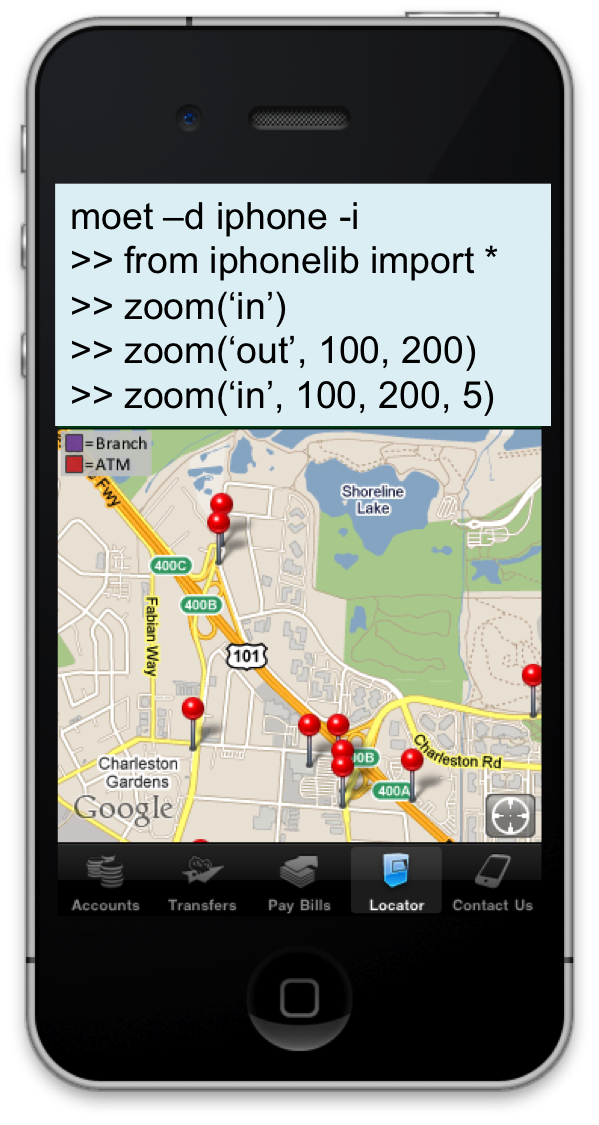 moet –d iphone -i
>> from iphonelib import *
>> zoom(‘in’)
>> zoom(‘out’, 100, 200)
>> zoom(‘in’, 100, 200, 5)
=Branch
=ATM
Fwy
Shoreline
Lake
400C
400B
Fabian Way
101
00B
Charleston Rd
Charleston
Gardens
400A
Google
Accounts Transfers Pay Bills Locator Contact Us